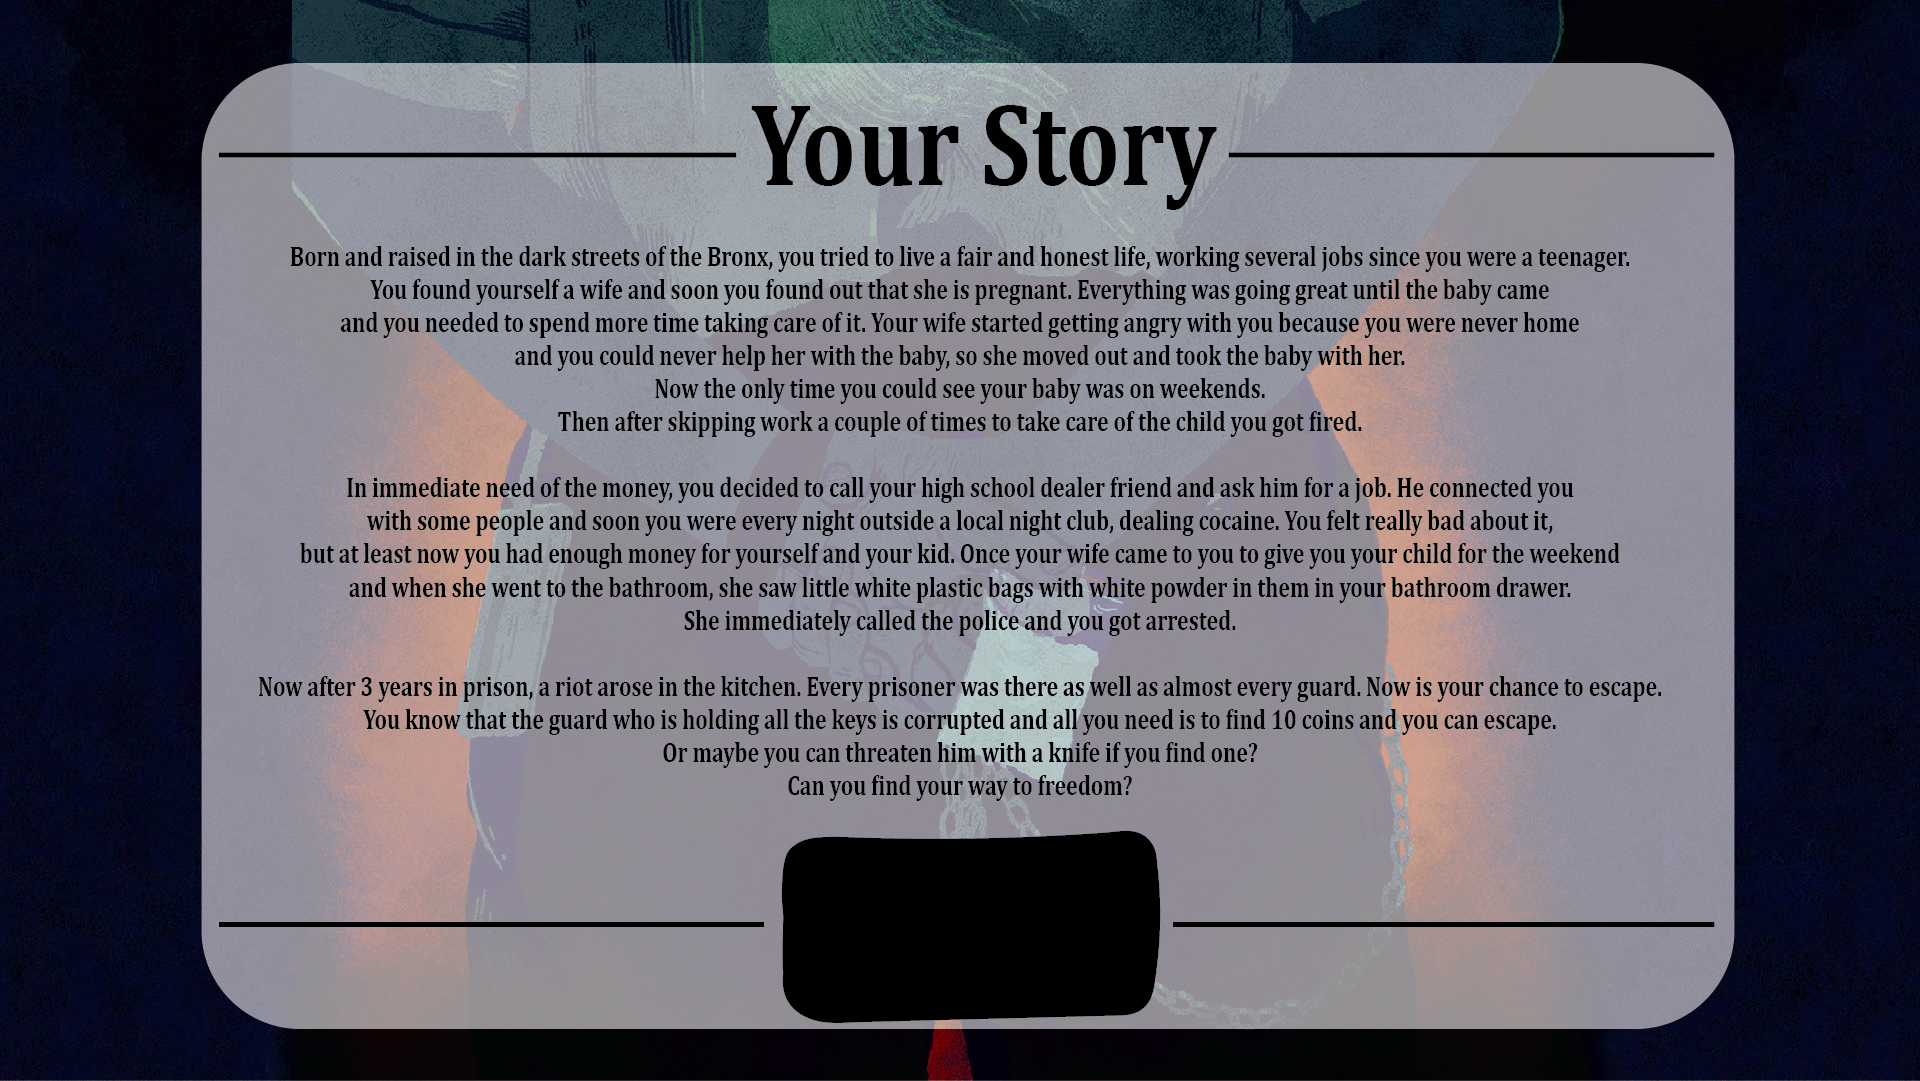 Your Story
Born and raised in the dark streets of the Bronx, you tried to live a fair and honest life, working several jobs since you were a teenager.
You found yourself a wife and soon you found out that she is pregnant. Everything was going great until the baby came
and you needed to spend more time taking care of it. Your wife started getting angry with you because you were never home
and you could never help her with the baby, so she moved out and took the baby with her.
Now the only time you could see your baby was on weekends.
Then after skipping work a couple of times to take care of the child you got fired.
In immediate need of the money, you decided to call your high school dealer friend and ask him for a job. He connected you
with some people and soon you were every night outside a local night club, dealing cocaine. You felt really bad about it,
but at least now you had enough money for yourself and your kid. Once your wife came to you to give you your child for the weekend
and when she went to the bathroom, she saw little white plastic bags with white powder in them in your bathroom drawer.
She immediately called the police and you got arrested.
Now after 3 years in prison, a riot arose in the kitchen. Every prisoner was there as well as almost every guard. Now is your chance to escape.
You know that the guard who is holding all the keys is corrupted and all you need is to find 10 coins and you can escape.
Or maybe you can threaten him with a knife if you find one?
Can you find your way to freedom?